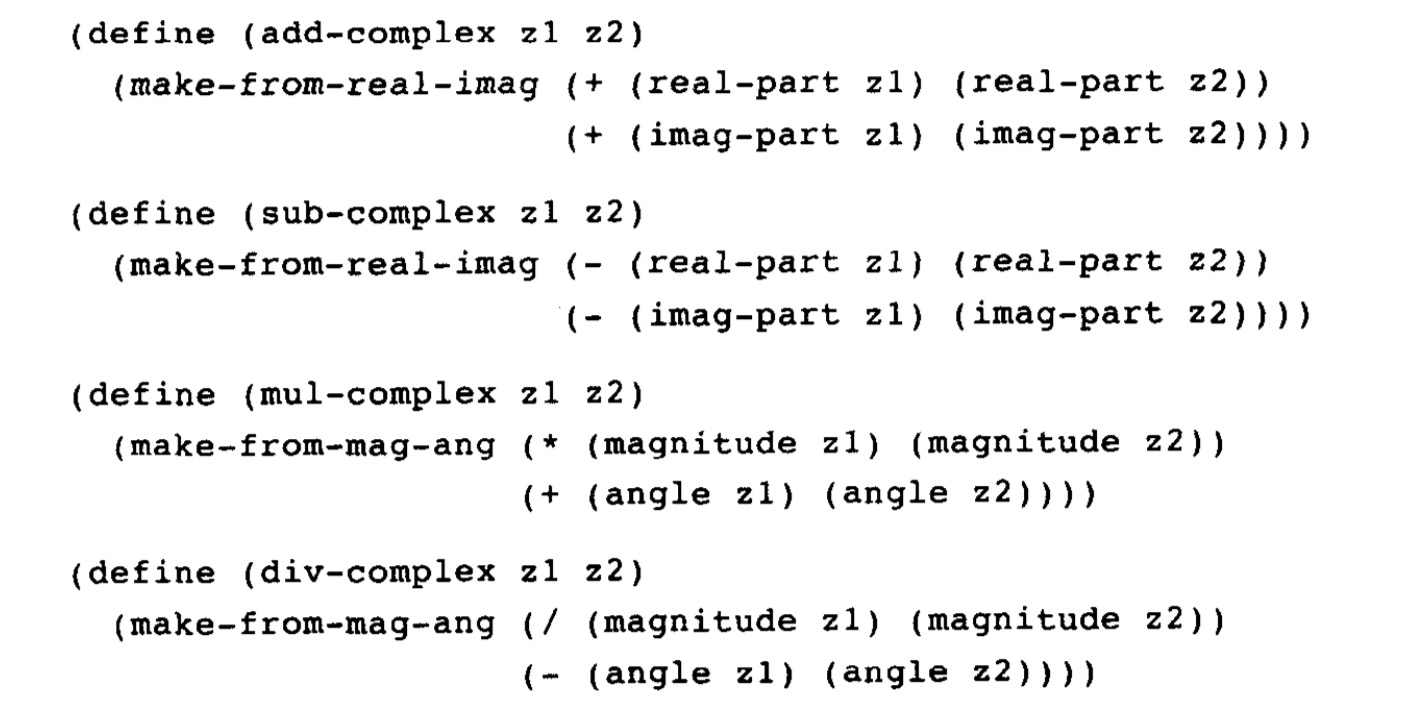 (define (add-complex z1 z2)
  (make-from-real-imag (+ (real-part z1) (real-part z2))
                       (+ (imag-part z1) (imag-part z2))))
(define (sub-complex z1 z2)
  (make-from-real-imag (- (real-part z1) (real-part z2))
                       (- (imag-part z1) (imag-part z2))))
(define (mul-complex z1 z2)
  (make-from-mag-ang (* (magnitude z1) (magnitude z2))
                     (+ (angle z1) (angle z2))))
(define (div-complex z1 z2)
  (make-from-mag-ang (/ (magnitude z1) (magnitude z2))
                     (- (angle z1) (angle z2))))